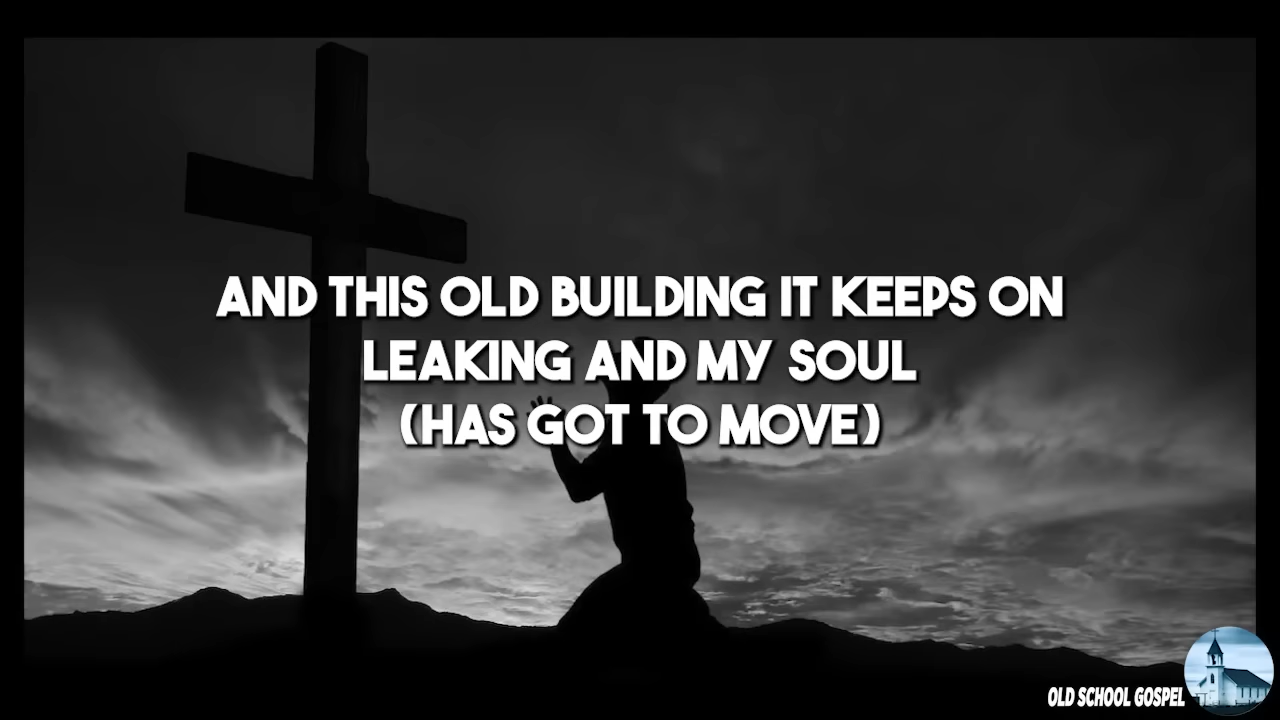 AND THIS OLD BUILDING IT KEEPS ON
LEAKING AND MY SOUL
(HAS GOT TO MOVE)
OLD SCHOOL GOSPEL